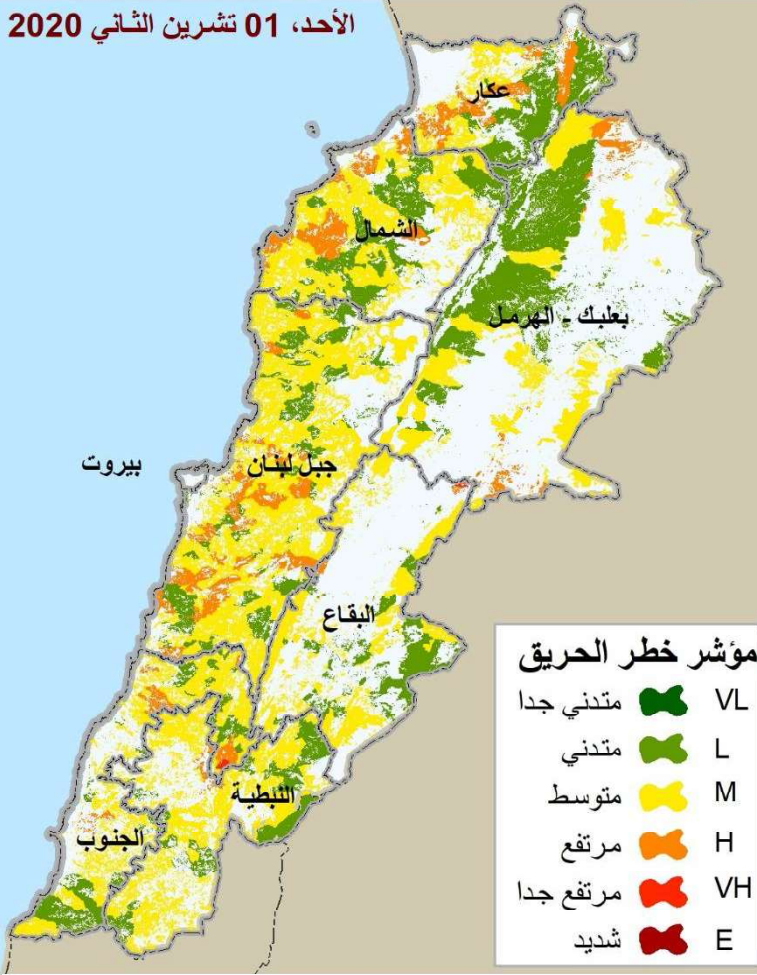 الأحد، 01 تشرين الثاني 2020
عكار
الشمال
بعلبك - الهرمل
بيروت
جبل لبنان
البقاع
النبطية
الجنوب
مؤشر خطر الحريق
متدني جدا VL
متدني L
متوسط M
مرتفع H
مرتفع جدا VH
شديد E